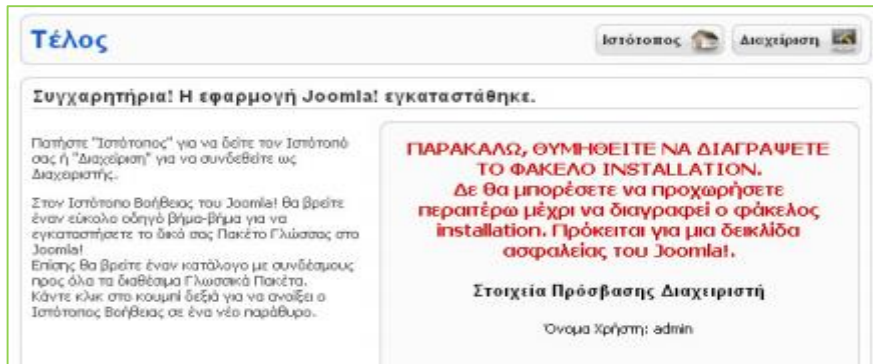 Τέλος
Ιστότοπος Διαχείριση
Συγχαρητήρια! Η εφαρμογή Joomla! εγκαταστάθηκε.
Πατήστε "Ιστότοπος" για να δείτε τον Ιστότοπό
σας ή "Διαχείριση" για να συνδεθείτε ως
Διαχειριστής.
Στον Ιστότοπο Βοήθειας του Joomla! θα βρείτε
έναν εύκολο οδηγό βήμα-βήμα για να
εγκαταστήσετε το δικό σας Πακέτο Γλώσσας στο
Joomla!
Επίσης θα βρείτε έναν κατάλογο με συνδέσμους
προς όλα τα διαθέσιμα Γλωσσικά Πακέτα.
Κάντε κλικ στο κουμπί δεξιά για να ανοίξει ο
Ιστότοπος Βοήθειας σε ένα νέο παράθυρο.
ΠΑΡΑΚΑΛΩ, ΘΥΜΗΘΕΙΤΕ ΝΑ ΔΙΑΓΡΑΨΕΤΕ
ΤΟ ΦΑΚΕΛΟ INSTALLATION.
Δε θα μπορέσετε να προχωρήσετε
περαιτέρω μέχρι να διαγραφεί ο φάκελος
installation. Πρόκειται για μια δεικλίδα
ασφαλείας του Joomla!.
Στοιχεία Πρόσβασης Διαχειριστή
Όνομα Χρήστη: admin